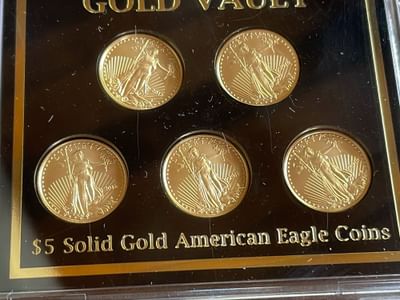 GOLD VAULT
$5 Solid Gold American Eagle Coins